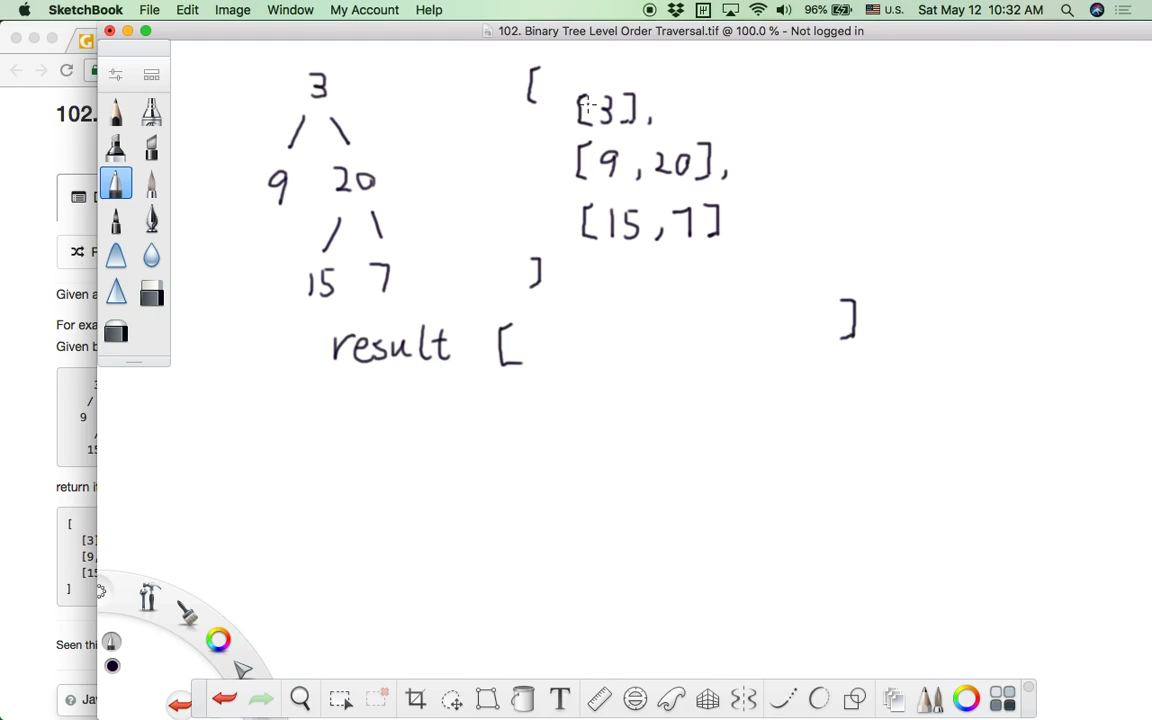 SketchBook File Edit Image Window My Account Help 96% U.S. Sat May 12 10:32 AM
102. Binary Tree Level Order Traversal.tif @ 100.0 % - Not logged in
102.
3 [
[3],
9 20 [9,20],
[15,7]
15 7 ]
result [ ]
Given a
For exa
Given b
3
/
9
/
15
return it
[
[3]
[9,
[15
]
Seen thi
Ja
T